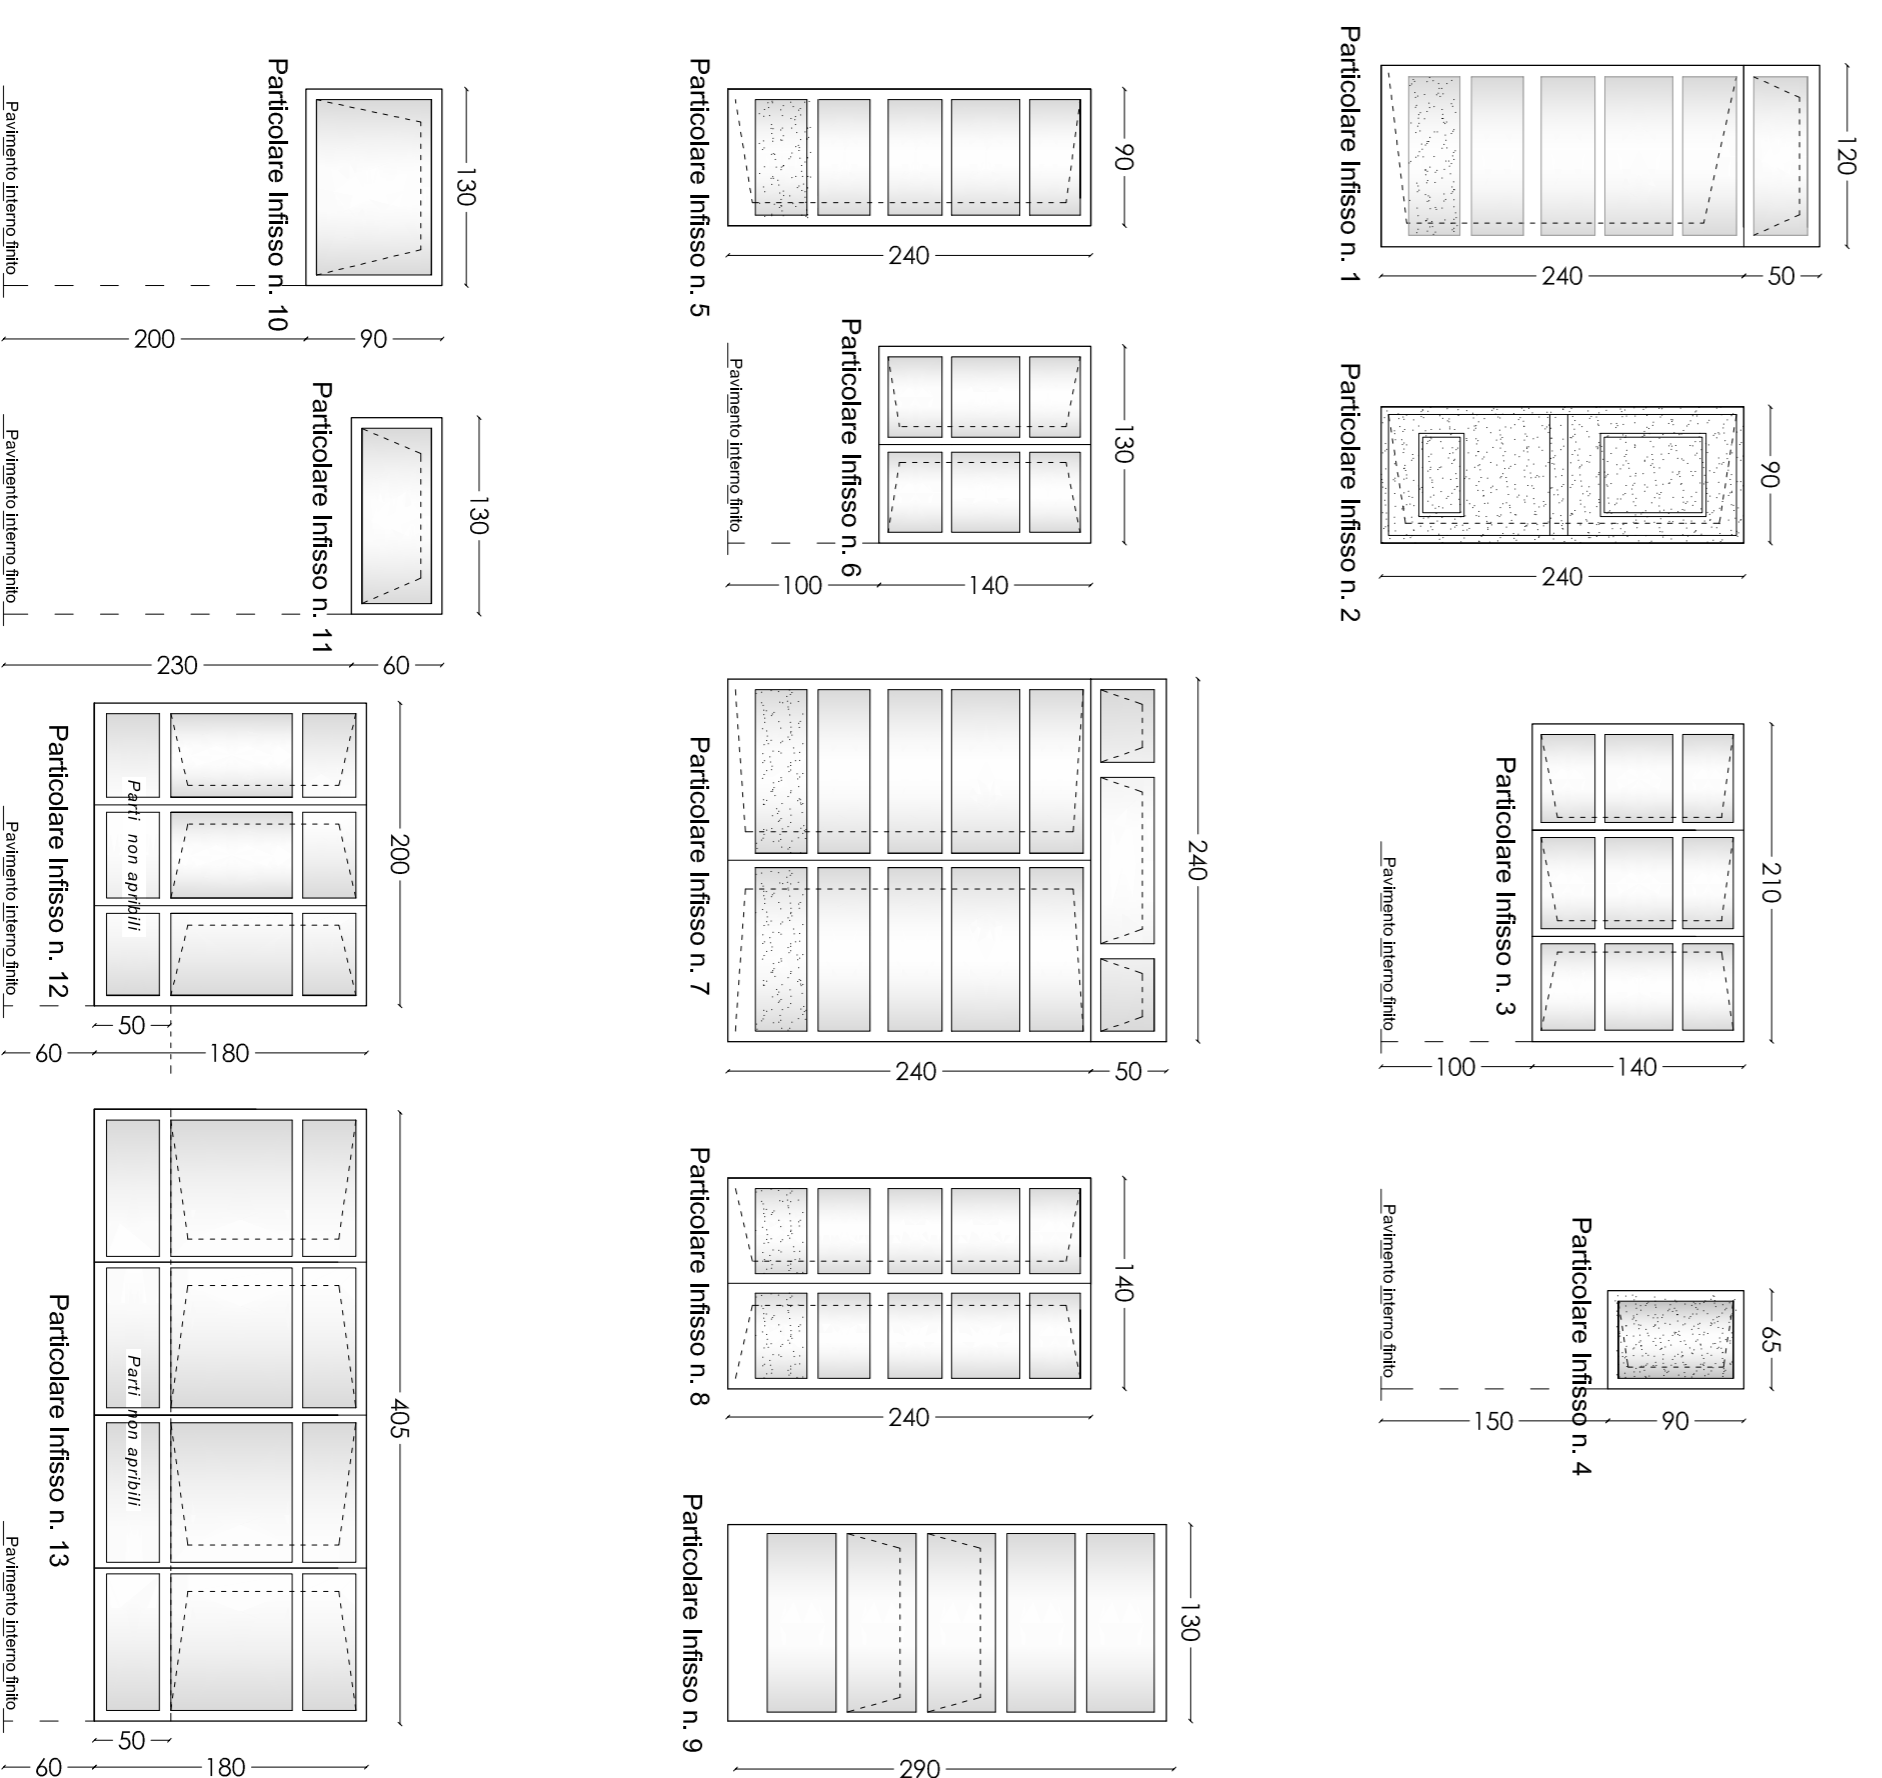 120
240
50
Particolare Infisso n. 1
90
240
Particolare Infisso n. 2
210
Pavimento interno finito
100
140
Particolare Infisso n. 3
65
Pavimento interno finito
150
90
Particolare Infisso n. 4
90
240
Particolare Infisso n. 5
130
Pavimento interno finito
100
140
Particolare Infisso n. 6
240
240
50
Particolare Infisso n. 7
140
240
Particolare Infisso n. 8
130
290
Particolare Infisso n. 9
130
Pavimento interno finito
200
90
Particolare Infisso n. 10
130
Pavimento interno finito
230
60
Particolare Infisso n. 11
200
Parti non apribili
Pavimento interno finito
50
60
180
Particolare Infisso n. 12
405
Parti non apribili
Pavimento interno finito
50
60
180
Particolare Infisso n. 13